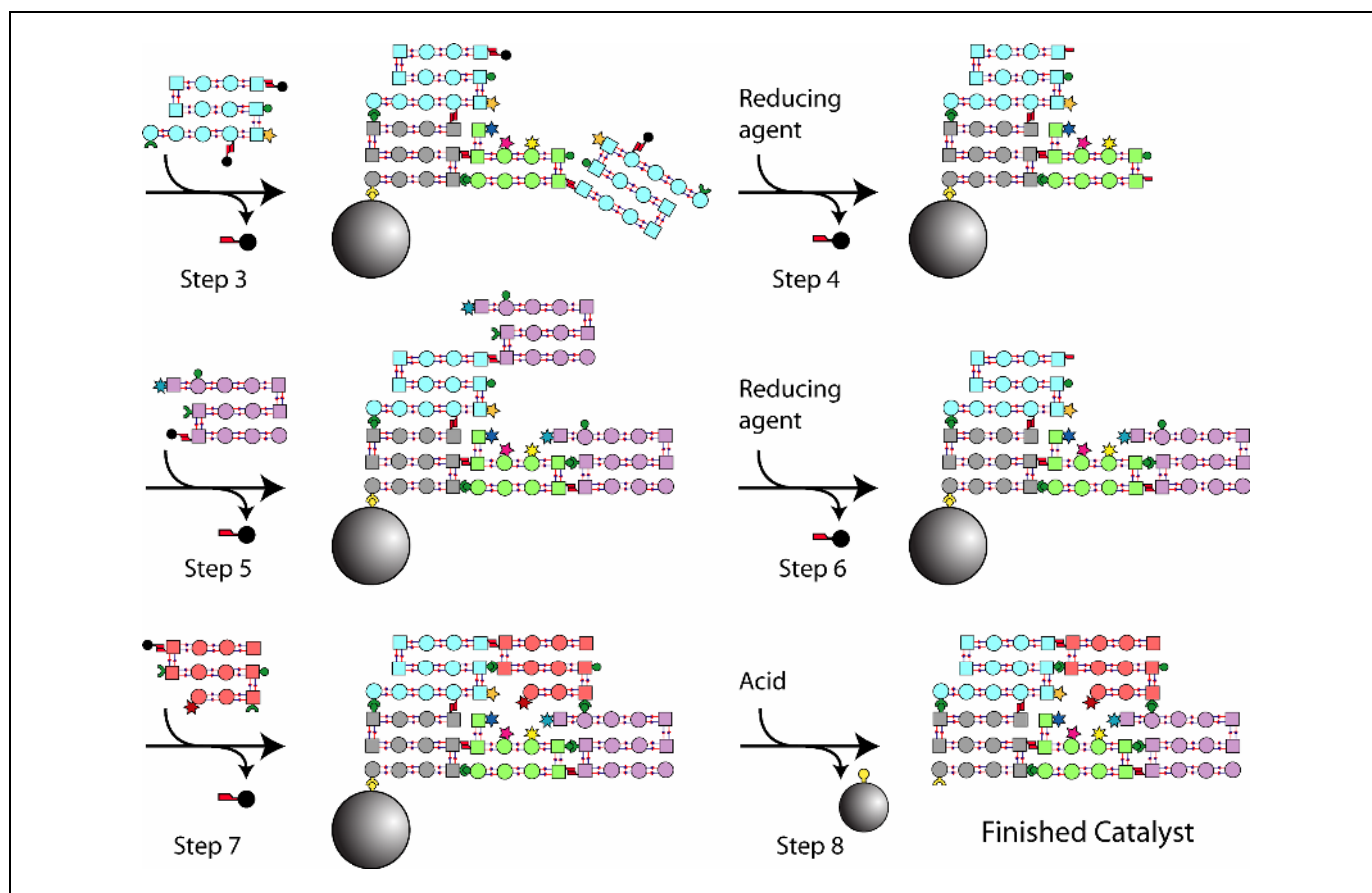 Step 3
Reducing
agent
Step 4
Step 5
Reducing
agent
Step 6
Step 7
Acid
Step 8
Finished Catalyst